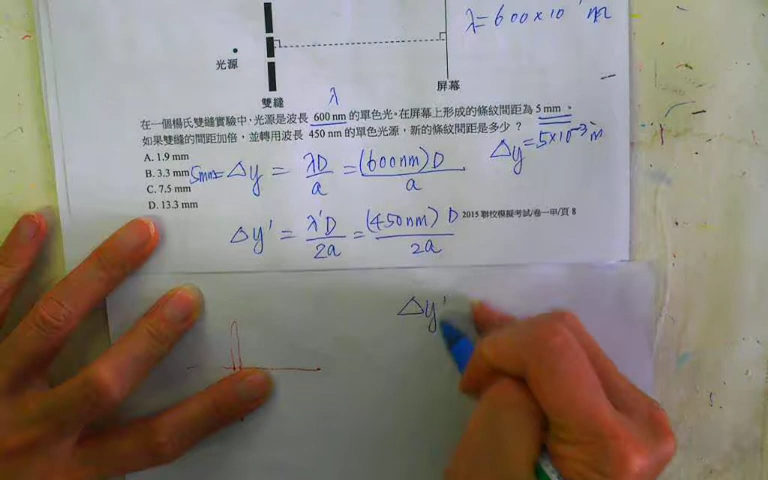 λ=600×10 m
光源
屏幕
雙縫
λ
在一個楊氏雙縫實驗中,光源是波長 600 nm 的單色光。在屏幕上形成的條紋間距為 5 mm。
如果雙縫的間距加倍,並轉用波長 450 nm 的單色光源,新的條紋間距是多少?
Δy=5×10⁻³m
A. 1.9 mm
B. 3.3 mm
C. 7.5 mm
D. 13.3 mm
5mm=Δy = λD/a = (600nm)D/a
2015 聯校模擬考試/卷一甲/頁 8
Δy' = λ'D/2a = (450nm)D/2a
Δy'